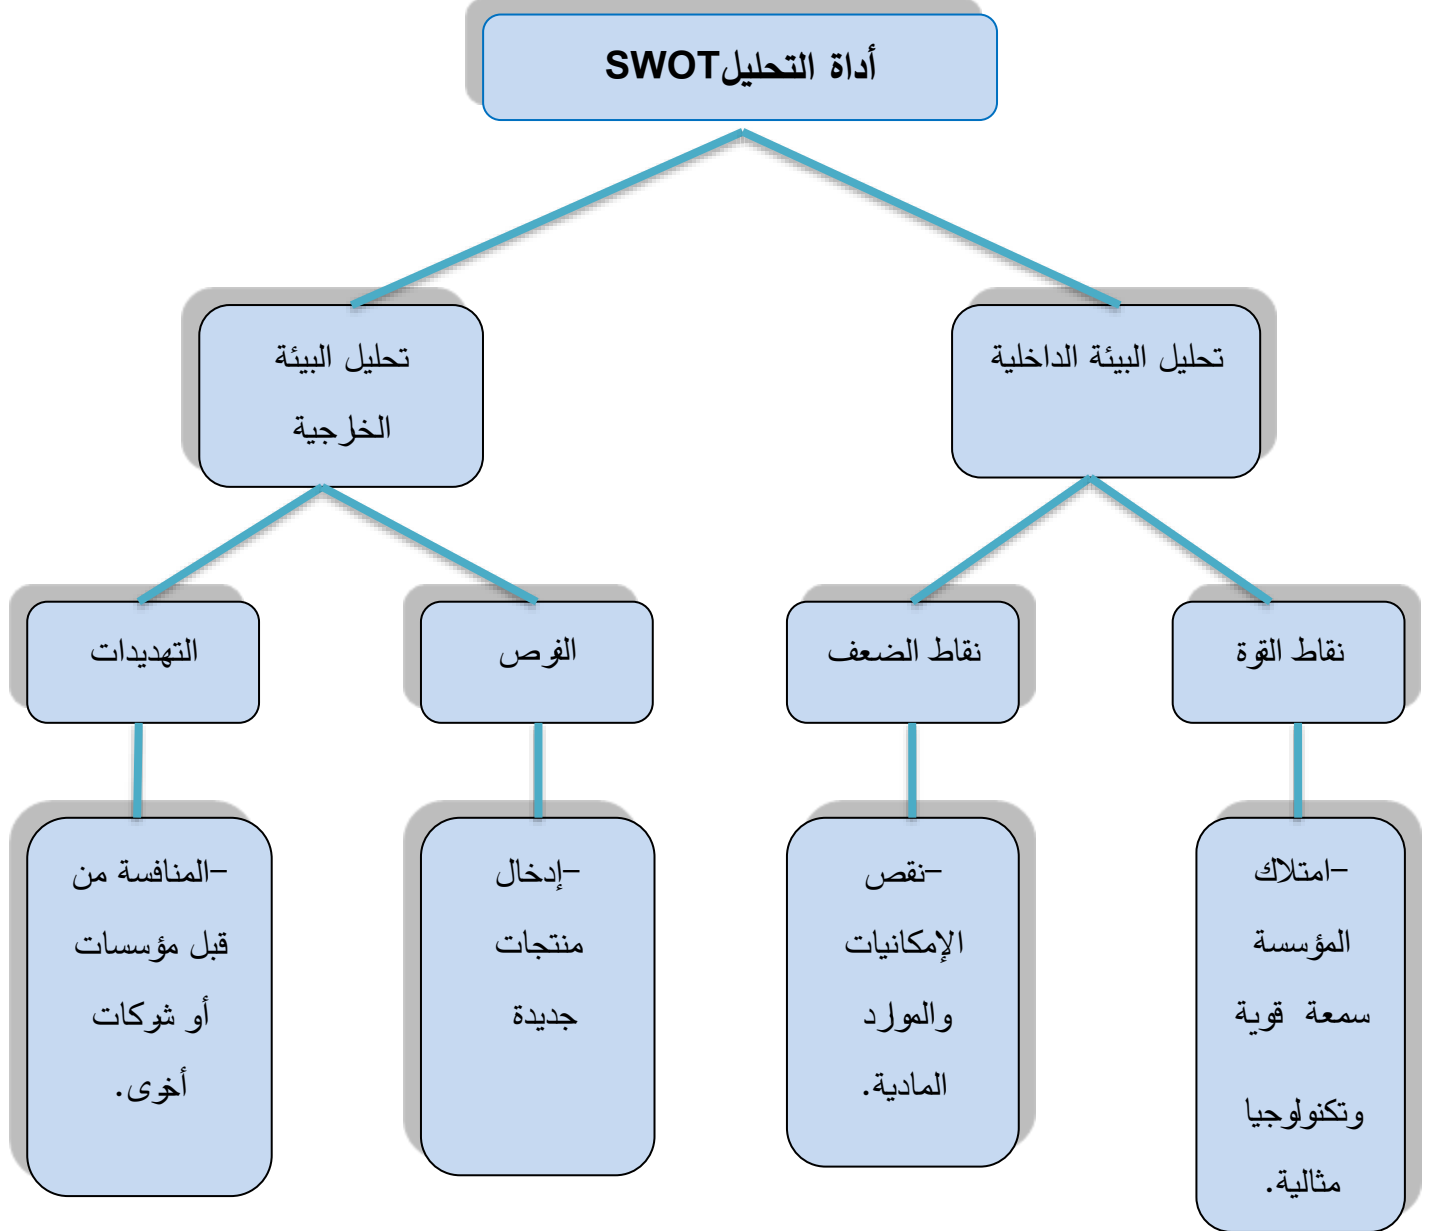 أداة التحليلSWOT
تحليل البيئة الداخلية
تحليل البيئة
الخارجية
نقاط القوة
نقاط الضعف
الفرص
التهديدات
–امتلاك
المؤسسة
سمعة قوية
وتكنولوجيا
مثالية.
–نقص
الإمكانيات
والموارد
المادية.
–إدخال
منتجات
جديدة
–المنافسة من
قبل مؤسسات
أو شركات
أخرى.